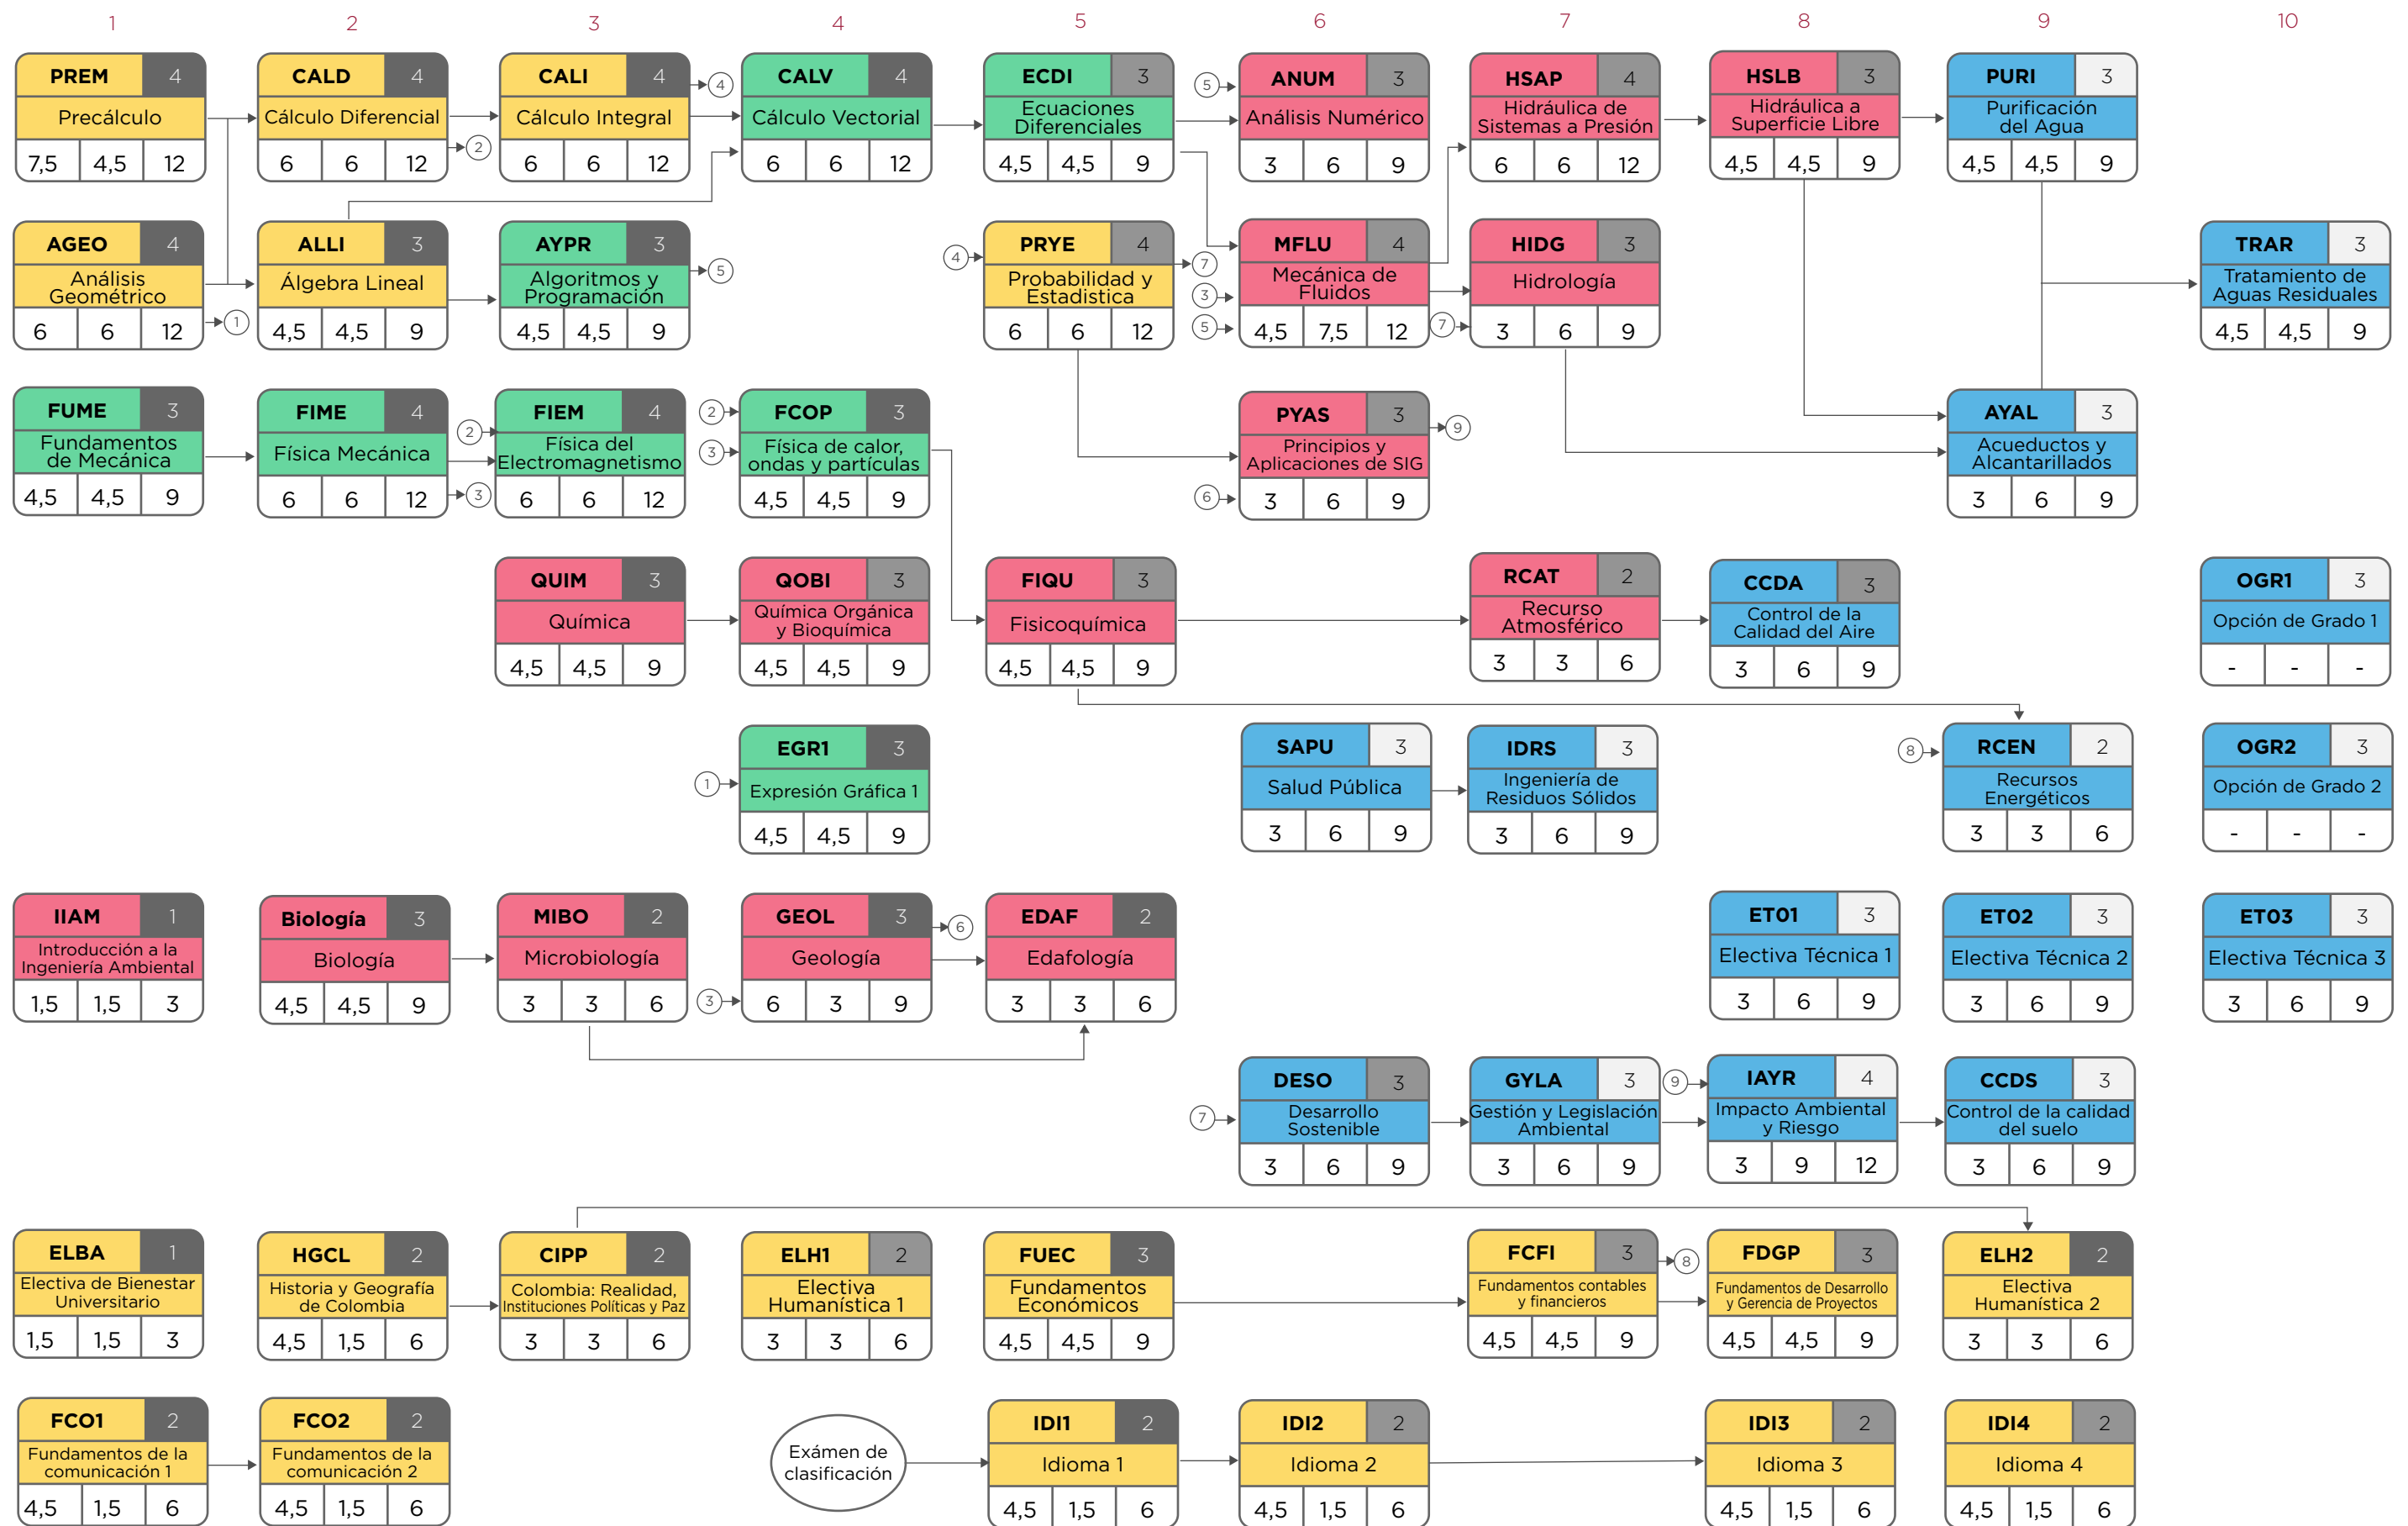 1 2 3 4 5 6 7 8 9 10
PREM 4
Precálculo
7,5 4,5 12
CALD 4
Cálculo Diferencial
6 6 12
2
CALI 4
Cálculo Integral
6 6 12
4
CALV 4
Cálculo Vectorial
6 6 12
ECDI 3
Ecuaciones
Diferenciales
4,5 4,5 9
5
ANUM 3
Análisis Numérico
3 6 9
HSAP 4
Hidráulica de
Sistemas a Presión
6 6 12
HSLB 3
Hidráulica a
Superficie Libre
4,5 4,5 9
PURI 3
Purificación
del Agua
4,5 4,5 9
AGEO 4
Análisis
Geométrico
6 6 12
1
ALLI 3
Álgebra Lineal
4,5 4,5 9
AYPR 3
Algoritmos y
Programación
4,5 4,5 9
5
4
PRYE 4
Probabilidad y
Estadistica
6 6 12
7
3
5
MFLU 4
Mecánica de
Fluidos
4,5 7,5 12
7
HIDG 3
Hidrología
3 6 9
TRAR 3
Tratamiento de
Aguas Residuales
4,5 4,5 9
FUME 3
Fundamentos
de Mecánica
4,5 4,5 9
FIME 4
Física Mecánica
6 6 12
3
2
FIEM 4
Física del
Electromagnetismo
6 6 12
2
3
FCOP 3
Física de calor,
ondas y partículas
4,5 4,5 9
6
PYAS 3
Principios y
Aplicaciones de SIG
3 6 9
9
AYAL 3
Acueductos y
Alcantarillados
3 6 9
QUIM 3
Química
4,5 4,5 9
QOBI 3
Química Orgánica
y Bioquímica
4,5 4,5 9
FIQU 3
Fisicoquímica
4,5 4,5 9
RCAT 2
Recurso
Atmosférico
3 3 6
CCDA 3
Control de la
Calidad del Aire
3 6 9
OGR1 3
Opción de Grado 1
- - -
1
EGR1 3
Expresión Gráfica 1
4,5 4,5 9
SAPU 3
Salud Pública
3 6 9
IDRS 3
Ingeniería de
Residuos Sólidos
3 6 9
8
RCEN 2
Recursos
Energéticos
3 3 6
OGR2 3
Opción de Grado 2
- - -
IIAM 1
Introducción a la
Ingeniería Ambiental
1,5 1,5 3
Biología 3
Biología
4,5 4,5 9
MIBO 2
Microbiología
3 3 6
3
GEOL 3
Geología
6 3 9
6
EDAF 2
Edafología
3 3 6
ET01 3
Electiva Técnica 1
3 6 9
ET02 3
Electiva Técnica 2
3 6 9
ET03 3
Electiva Técnica 3
3 6 9
7
DESO 3
Desarrollo
Sostenible
3 6 9
GYLA 3
Gestión y Legislación
Ambiental
3 6 9
9
IAYR 4
Impacto Ambiental
y Riesgo
3 9 12
CCDS 3
Control de la calidad
del suelo
3 6 9
ELBA 1
Electiva de Bienestar
Universitario
1,5 1,5 3
HGCL 2
Historia y Geografía
de Colombia
4,5 1,5 6
CIPP 2
Colombia: Realidad,
Instituciones Políticas y Paz
3 3 6
ELH1 2
Electiva
Humanística 1
3 3 6
FUEC 3
Fundamentos
Económicos
4,5 4,5 9
FCFI 3
Fundamentos contables
y financieros
4,5 4,5 9
8
FDGP 3
Fundamentos de Desarrollo
y Gerencia de Proyectos
4,5 4,5 9
ELH2 2
Electiva
Humanística 2
3 3 6
FCO1 2
Fundamentos de la
comunicación 1
4,5 1,5 6
FCO2 2
Fundamentos de la
comunicación 2
4,5 1,5 6
Exámen de
clasificación
IDI1 2
Idioma 1
4,5 1,5 6
IDI2 2
Idioma 2
4,5 1,5 6
IDI3 2
Idioma 3
4,5 1,5 6
IDI4 2
Idioma 4
4,5 1,5 6